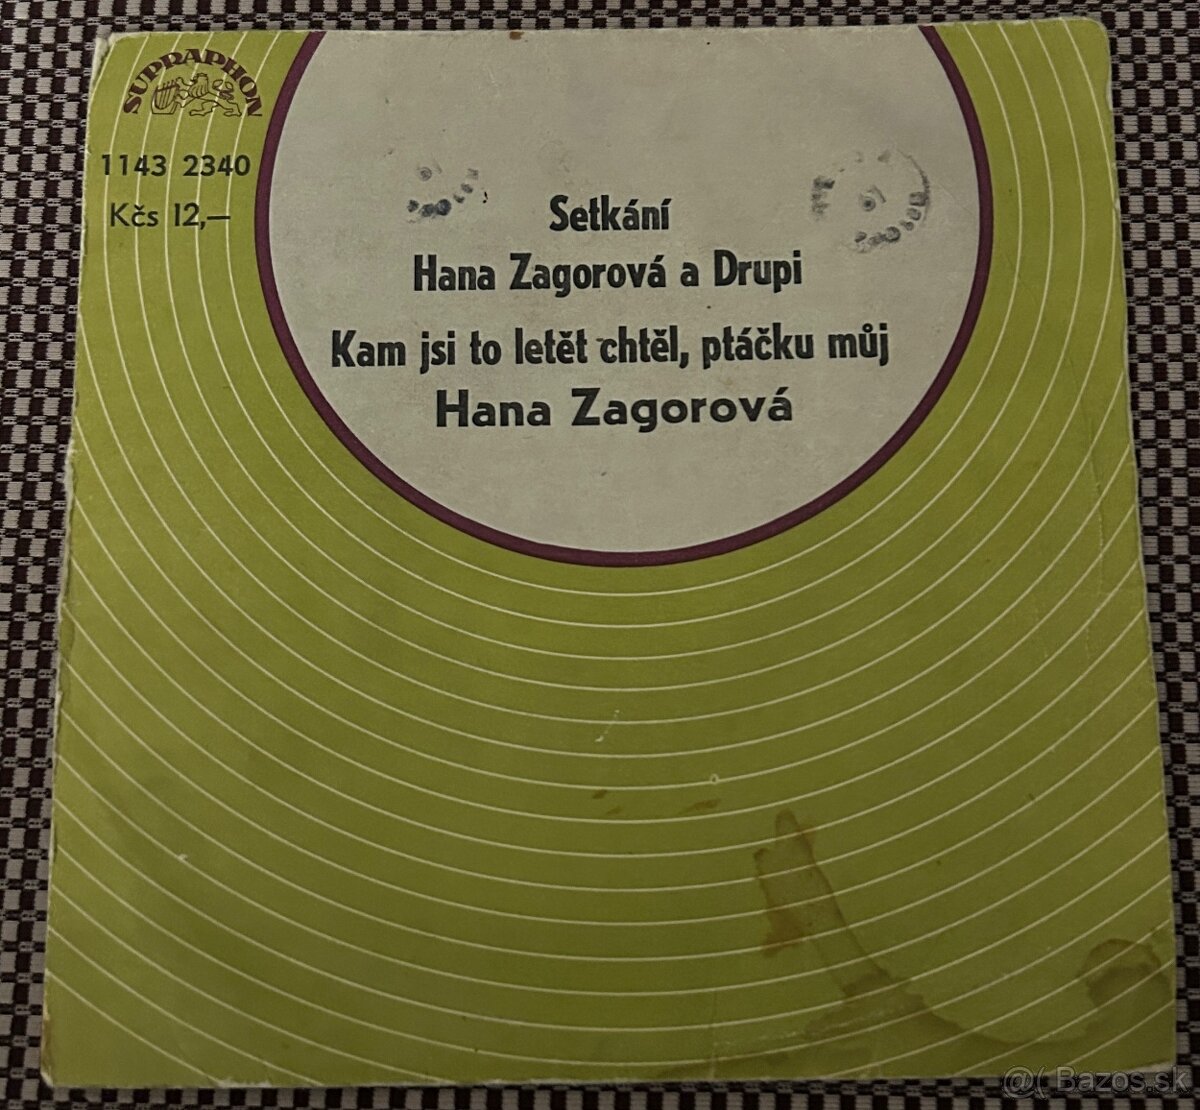 SUPRAPHON
1143 2340
Kčs 12,—
Setkání
Hana Zagorová a Drupi
Kam jsi to letět chtěl, ptáčku můj
Hana Zagorová
@( Bazos.sk